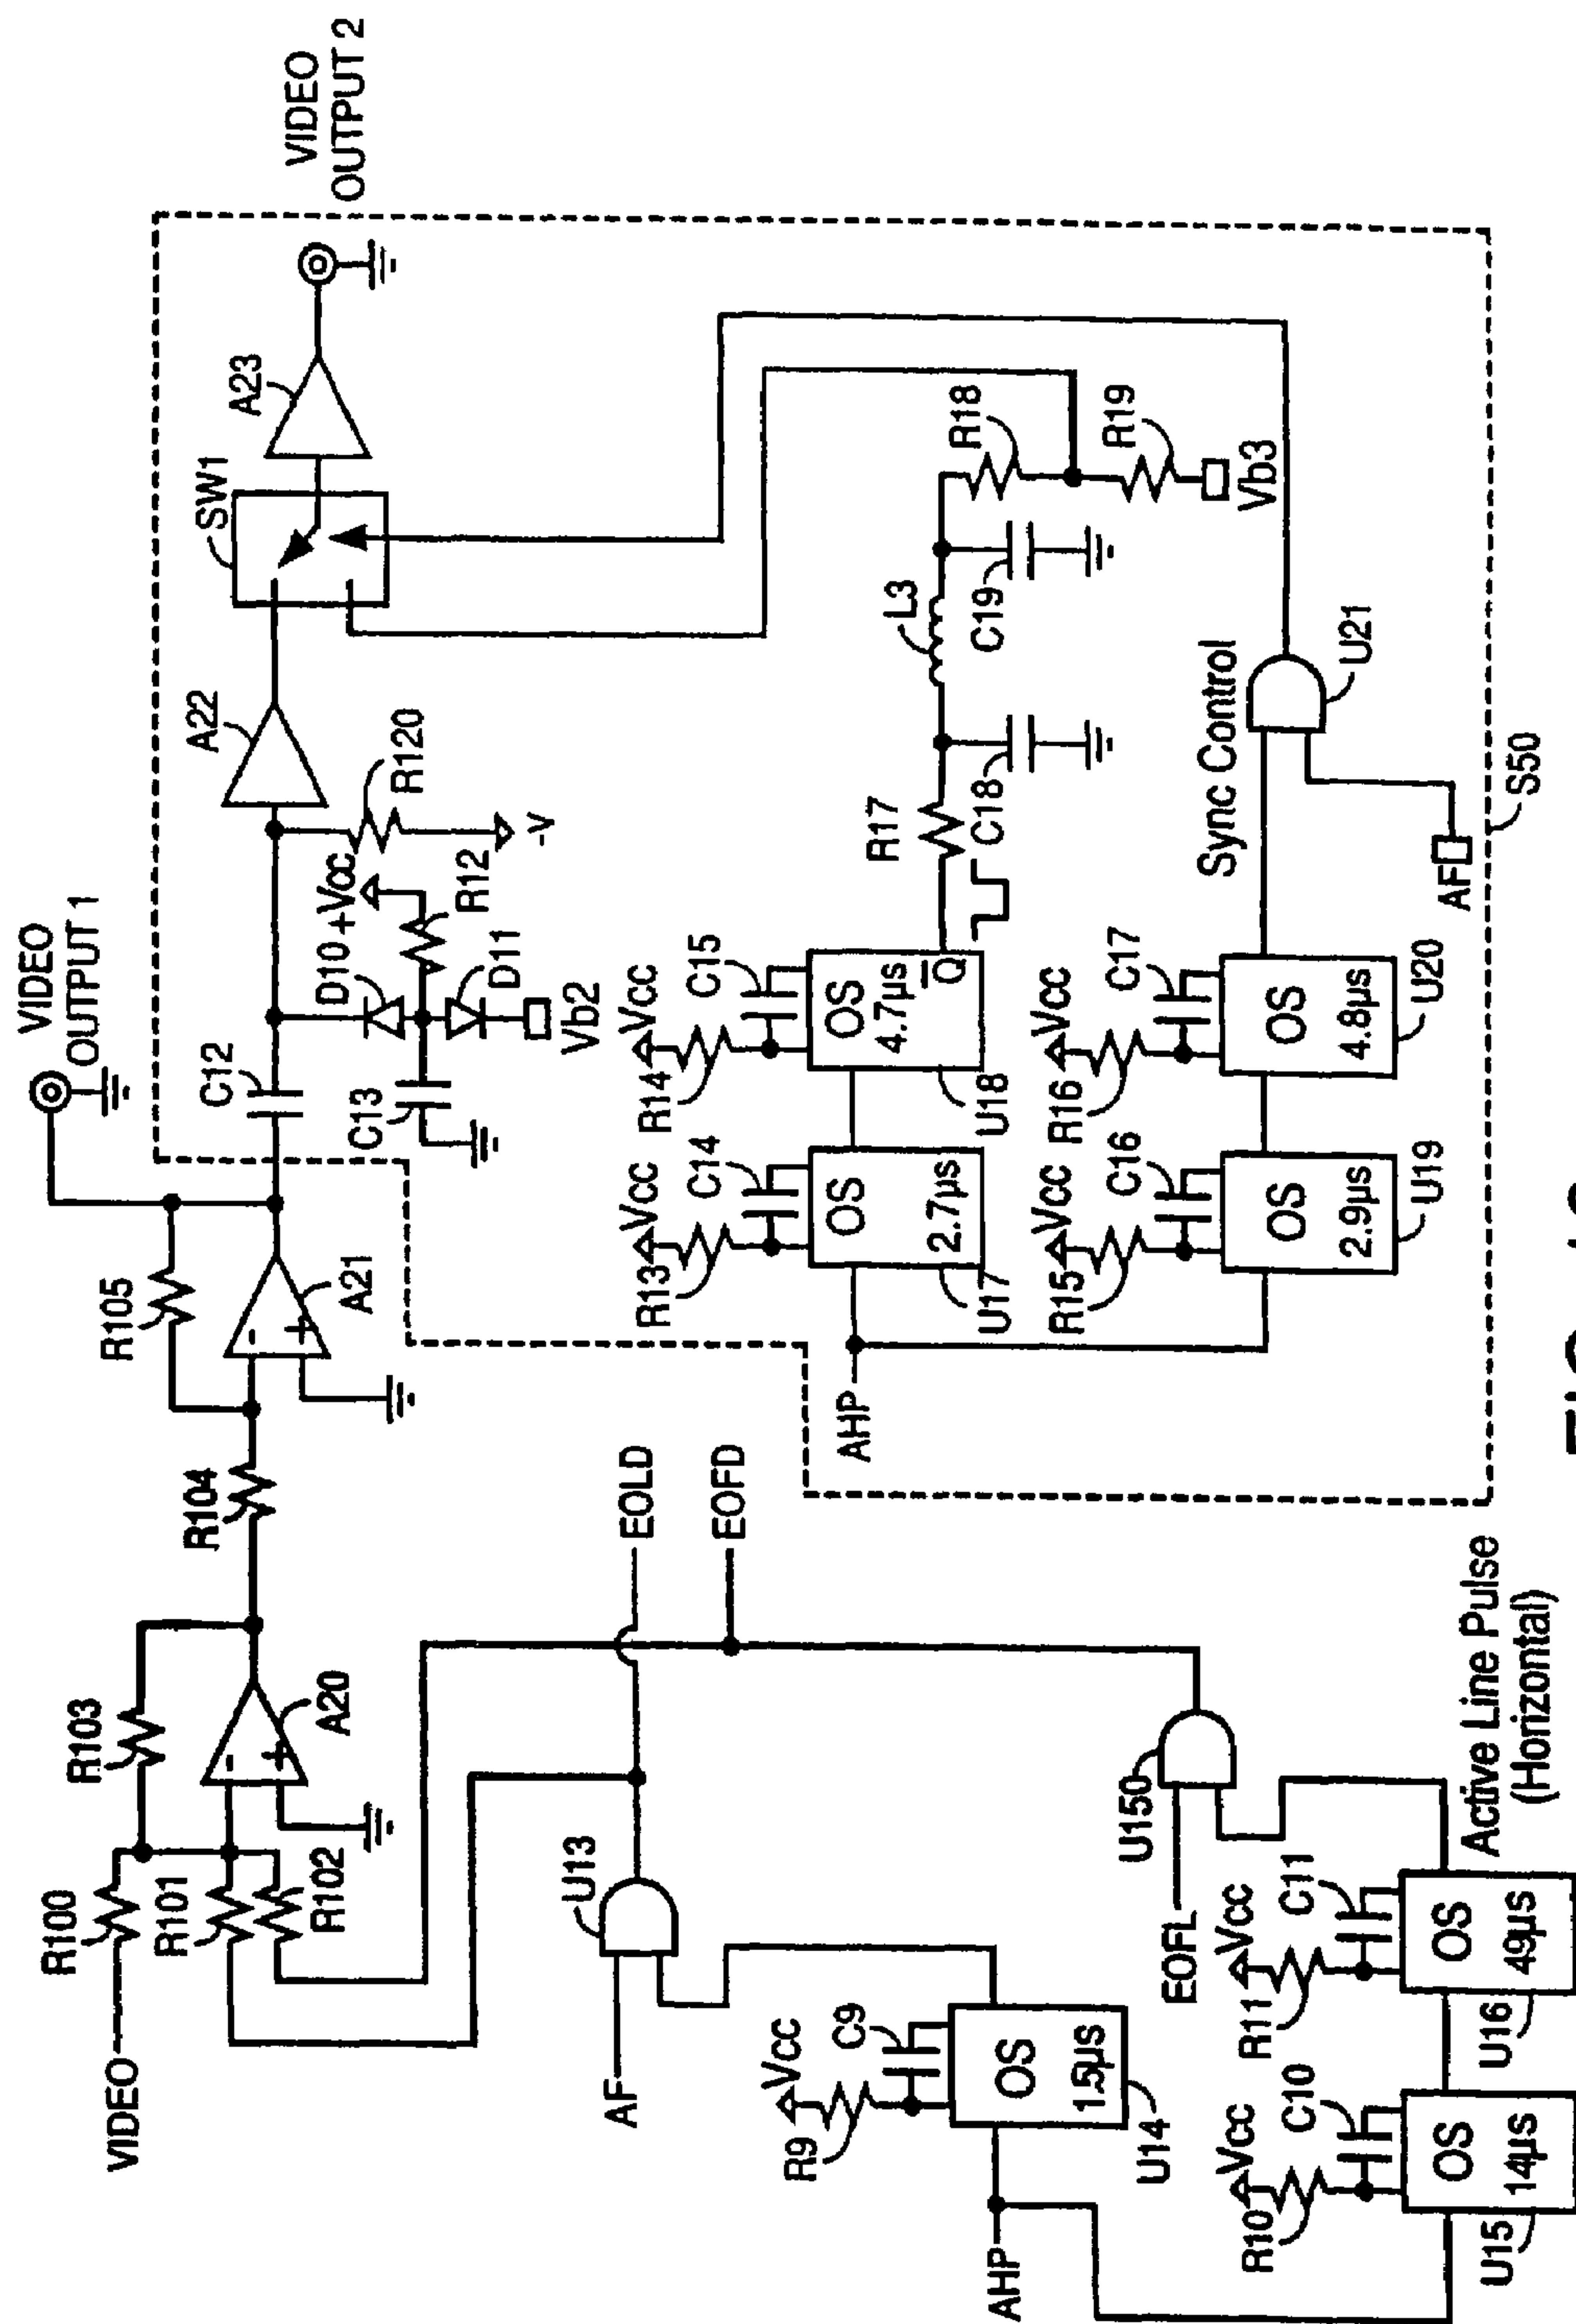 VIDEO
OUTPUT 2
VIDEO
OUTPUT 1
A23
SW1
A22
R120
-V
+Vcc
R12
D10
D11
Vb2
C12
C13
R105
A21
R104
R103
A20
R100
R101
R102
VIDEO
EOLD
EOFD
U13
AF
Vcc
R9
C9
OS
1.5µs
U14
AHP
U150
EOFL
Vcc
R11
C11
OS
49µs
U16
Active Line Pulse
(Horizontal)
Vcc
R10
C10
OS
14µs
U15
AHP
Vcc
R13
C14
OS
2.7µs
U17
Vcc
R14
C15
OS
4.7µs
Q
U18
R17
C18
L3
C19
R18
R19
Vb3
Vcc
R15
C16
OS
2.9µs
U19
Vcc
R16
C17
OS
4.8µs
U20
Sync Control
U21
AF
S50